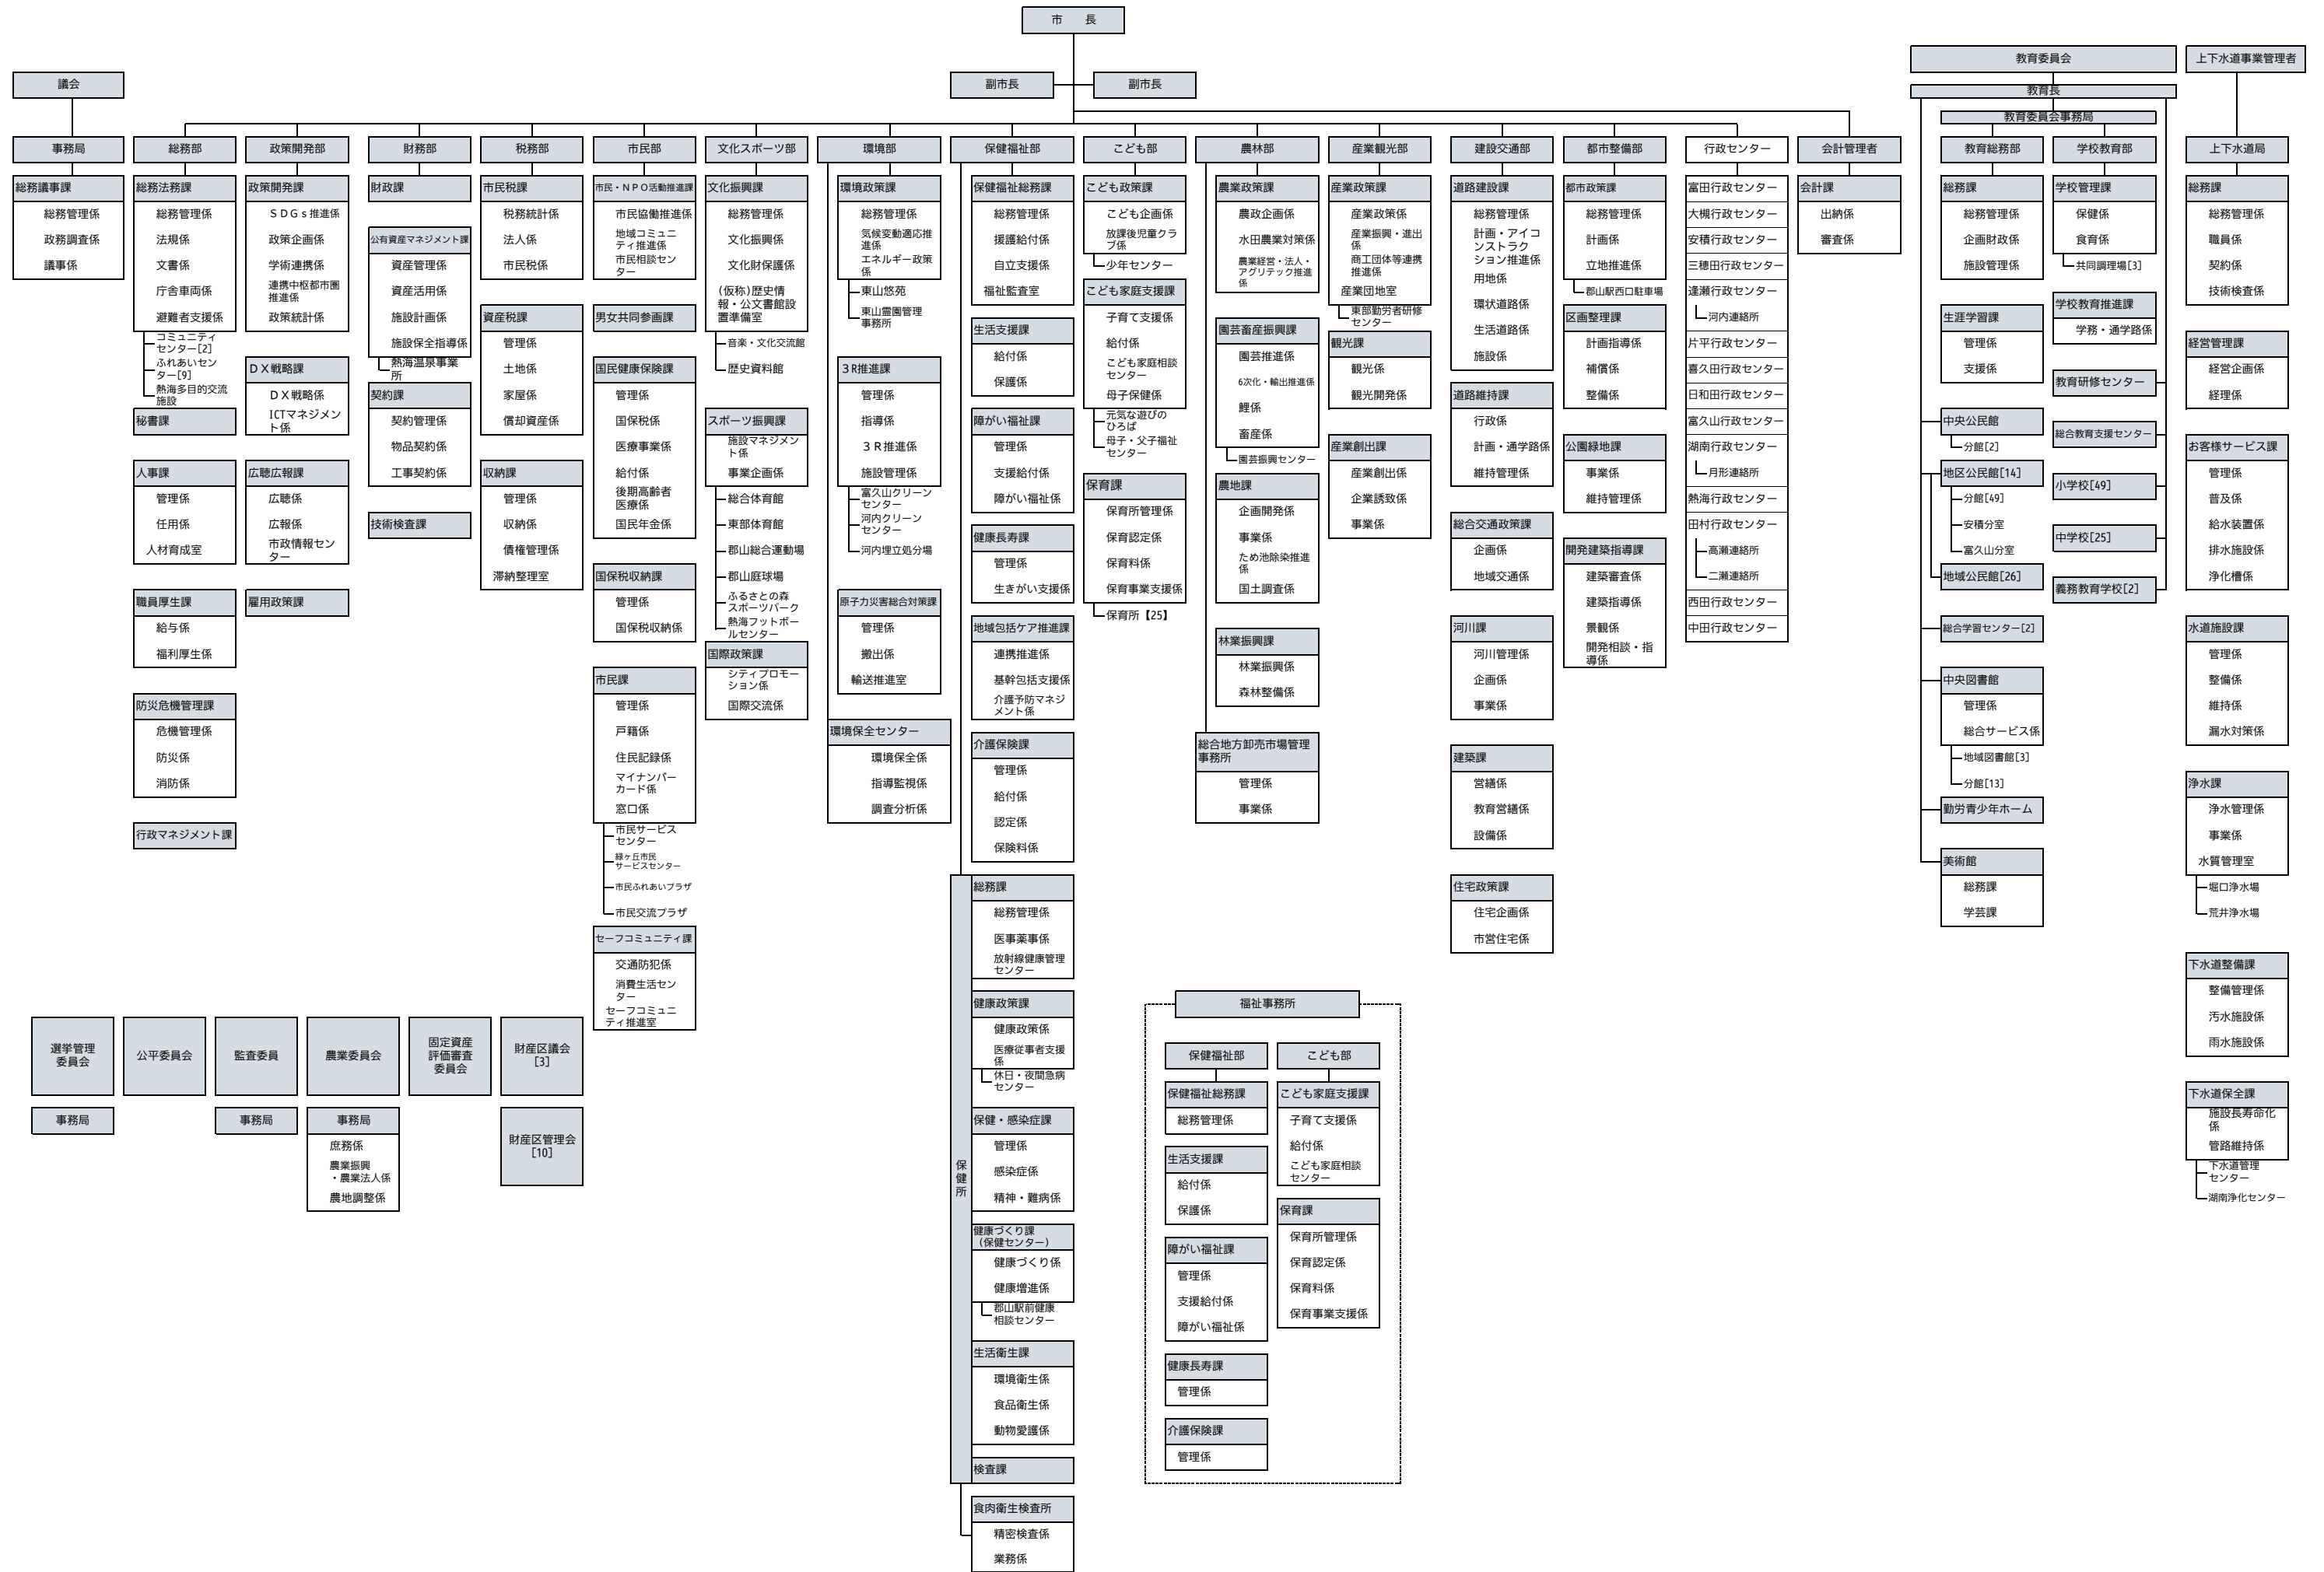 市　　長
副市長
副市長
議会
事務局
総務議事課
総務管理係
政務調査係
議事係
総務部
総務法務課
総務管理係
法規係
文書係
庁舎車両係
避難者支援係
コミュニティ
センター[2]
ふれあいセン
ター[9]
熱海多目的交流
施設
秘書課
人事課
管理係
任用係
人材育成室
職員厚生課
給与係
福利厚生係
防災危機管理課
危機管理係
防災係
消防係
行政マネジメント課
政策開発部
政策開発課
ＳＤＧｓ推進係
政策企画係
学術連携係
連携中枢都市圏
推進係
政策統計係
ＤＸ戦略課
ＤＸ戦略係
ICTマネジメン
ト係
広聴広報課
広聴係
広報係
市政情報セン
ター
雇用政策課
財務部
財政課
公有資産マネジメント課
資産管理係
資産活用係
施設計画係
施設保全指導係
熱海温泉事業
所
契約課
契約管理係
物品契約係
工事契約係
技術検査課
税務部
市民税課
税務統計係
法人係
市民税係
資産税課
管理係
土地係
家屋係
償却資産係
収納課
管理係
収納係
債権管理係
滞納整理室
市民部
市民・ＮＰＯ活動推進課
市民協働推進係
地域コミュニ
ティ推進係
市民相談セン
ター
男女共同参画課
国民健康保険課
管理係
国保税係
医療事業係
給付係
後期高齢者
医療係
国民年金係
国保税収納課
管理係
国保税収納係
市民課
管理係
戸籍係
住民記録係
マイナンバー
カード係
窓口係
市民サービス
センター
緑ヶ丘市民
サービスセンター
市民ふれあいプラザ
市民交流プラザ
セーフコミュニティ課
交通防犯係
消費生活セン
ター
セーフコミュニ
ティ推進室
文化スポーツ部
文化振興課
総務管理係
文化振興係
文化財保護係
(仮称)歴史情
報・公文書館設
置準備室
音楽・文化交流館
歴史資料館
スポーツ振興課
施設マネジメン
ト係
事業企画係
総合体育館
東部体育館
郡山総合運動場
郡山庭球場
ふるさとの森
スポーツパーク
熱海フットボー
ルセンター
国際政策課
シティプロモー
ション係
国際交流係
環境部
環境政策課
総務管理係
気候変動適応推
進係
エネルギー政策
係
東山悠苑
東山霊園管理
事務所
３R推進課
管理係
指導係
３Ｒ推進係
施設管理係
富久山クリーン
センター
河内クリーン
センター
河内埋立処分場
原子力災害総合対策課
管理係
搬出係
輸送推進室
環境保全センター
環境保全係
指導監視係
調査分析係
保健福祉部
保健福祉総務課
総務管理係
援護給付係
自立支援係
福祉監査室
生活支援課
給付係
保護係
障がい福祉課
管理係
支援給付係
障がい福祉係
健康長寿課
管理係
生きがい支援係
地域包括ケア推進課
連携推進係
基幹包括支援係
介護予防マネジ
メント係
介護保険課
管理係
給付係
認定係
保険料係
保健所
総務課
総務管理係
医事薬事係
放射線健康管理
センター
健康政策課
健康政策係
医療従事者支援
係
休日・夜間急病
センター
保健・感染症課
管理係
感染症係
精神・難病係
健康づくり課
（保健センター）
健康づくり係
健康増進係
郡山駅前健康
相談センター
生活衛生課
環境衛生係
食品衛生係
動物愛護係
検査課
食肉衛生検査所
精密検査係
業務係
こども部
こども政策課
こども企画係
放課後児童クラ
ブ係
少年センター
こども家庭支援課
子育て支援係
給付係
こども家庭相談
センター
母子保健係
元気な遊びの
ひろば
母子・父子福祉
センター
保育課
保育所管理係
保育認定係
保育料係
保育事業支援係
保育所【25】
農林部
農業政策課
農政企画係
水田農業対策係
農業経営・法人・
アグリテック推進
係
園芸畜産振興課
園芸推進係
6次化・輸出推進係
鯉係
畜産係
園芸振興センター
農地課
企画開発係
事業係
ため池除染推進
係
国土調査係
林業振興課
林業振興係
森林整備係
総合地方卸売市場管理
事務所
管理係
事業係
産業観光部
産業政策課
産業政策係
産業振興・進出
係
商工団体等連携
推進係
産業団地室
東部勤労者研修
センター
観光課
観光係
観光開発係
産業創出課
産業創出係
企業誘致係
事業係
建設交通部
道路建設課
総務管理係
計画・アイコ
ンストラク
ション推進係
用地係
環状道路係
生活道路係
施設係
道路維持課
行政係
計画・通学路係
維持管理係
総合交通政策課
企画係
地域交通係
河川課
河川管理係
企画係
事業係
建築課
営繕係
教育営繕係
設備係
住宅政策課
住宅企画係
市営住宅係
都市整備部
都市政策課
総務管理係
計画係
立地推進係
郡山駅西口駐車場
区画整理課
計画指導係
補償係
整備係
公園緑地課
事業係
維持管理係
開発建築指導課
建築審査係
建築指導係
景観係
開発相談・指
導係
行政センター
富田行政センター
大槻行政センター
安積行政センター
三穂田行政センター
逢瀬行政センター
河内連絡所
片平行政センター
喜久田行政センター
日和田行政センター
富久山行政センター
湖南行政センター
月形連絡所
熱海行政センター
田村行政センター
高瀬連絡所
二瀬連絡所
西田行政センター
中田行政センター
会計管理者
会計課
出納係
審査係
教育委員会
教育長
教育委員会事務局
教育総務部
総務課
総務管理係
企画財政係
施設管理係
生涯学習課
管理係
支援係
中央公民館
分館[2]
地区公民館[14]
分館[49]
安積分室
富久山分室
地域公民館[26]
総合学習センター[2]
中央図書館
管理係
総合サービス係
地域図書館[3]
分館[13]
勤労青少年ホーム
美術館
総務課
学芸課
学校教育部
学校管理課
保健係
食育係
共同調理場[3]
学校教育推進課
学務・通学路係
教育研修センター
総合教育支援センター
小学校[49]
中学校[25]
義務教育学校[2]
上下水道事業管理者
上下水道局
総務課
総務管理係
職員係
契約係
技術検査係
経営管理課
経営企画係
経理係
お客様サービス課
管理係
普及係
給水装置係
排水施設係
浄化槽係
水道施設課
管理係
整備係
維持係
漏水対策係
浄水課
浄水管理係
事業係
水質管理室
堀口浄水場
荒井浄水場
下水道整備課
整備管理係
汚水施設係
雨水施設係
下水道保全課
施設長寿命化
係
管路維持係
下水道管理
センター
湖南浄化センター
選挙管理
委員会
事務局
公平委員会
監査委員
事務局
農業委員会
事務局
庶務係
農業振興
・農業法人係
農地調整係
固定資産
評価審査
委員会
財産区議会
[3]
財産区管理会
[10]
福祉事務所
保健福祉部
保健福祉総務課
総務管理係
生活支援課
給付係
保護係
障がい福祉課
管理係
支援給付係
障がい福祉係
健康長寿課
管理係
介護保険課
管理係
こども部
こども家庭支援課
子育て支援係
給付係
こども家庭相談
センター
保育課
保育所管理係
保育認定係
保育料係
保育事業支援係